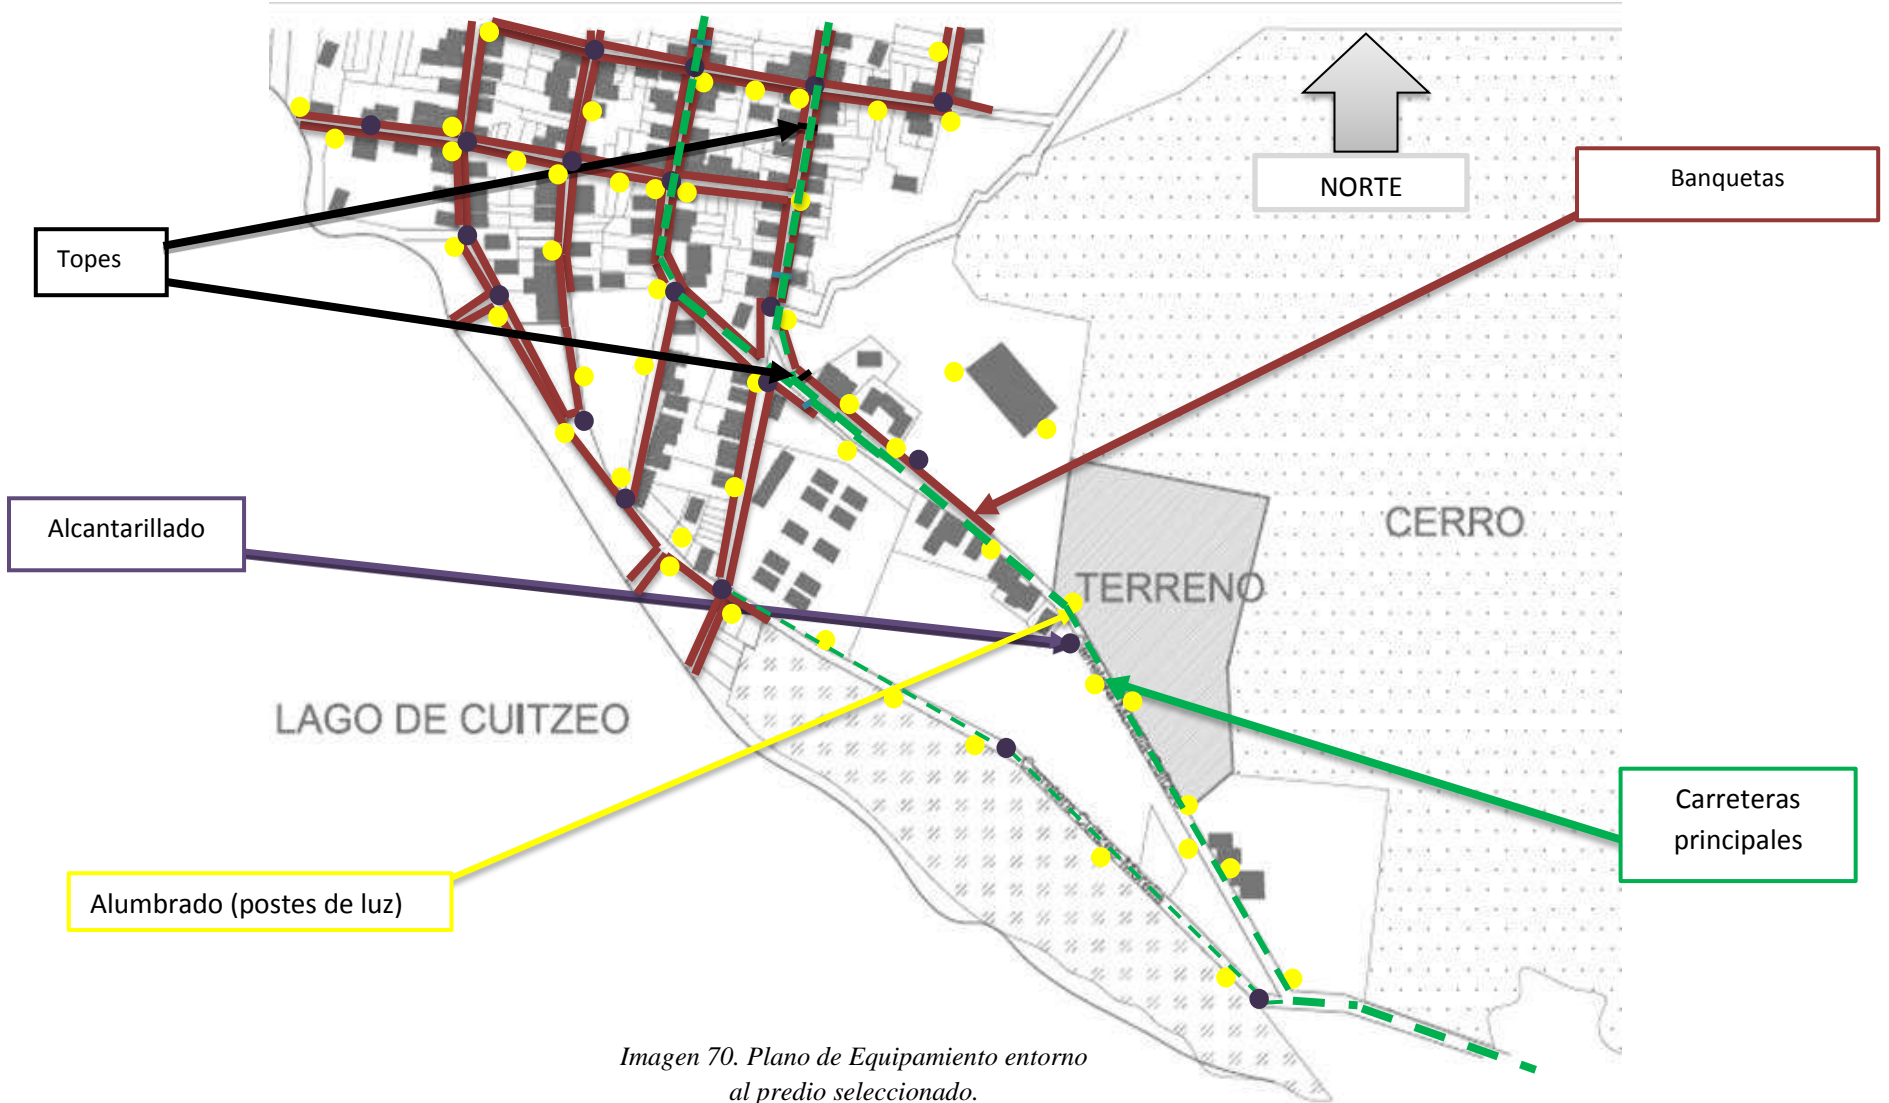 NORTE
Banquetas
Topes
CERRO
Alcantarillado
TERRENO
LAGO DE CUITZEO
Carreteras
principales
Alumbrado (postes de luz)
Imagen 70. Plano de Equipamiento entorno
al predio seleccionado.